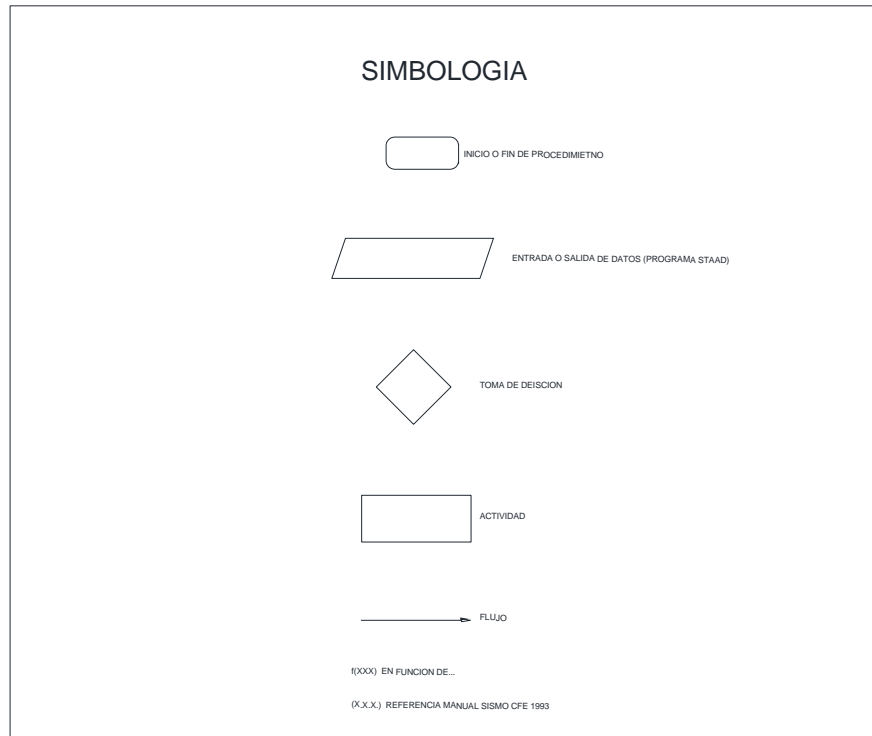 SIMBOLOGIA
INICIO O FIN DE PROCEDIMIETNO
ENTRADA O SALIDA DE DATOS (PROGRAMA STAAD)
TOMA DE DEISCION
ACTIVIDAD
FLUJO
f(XXX) EN FUNCION DE...
(X.X.X.) REFERENCIA MANUAL SISMO CFE 1993